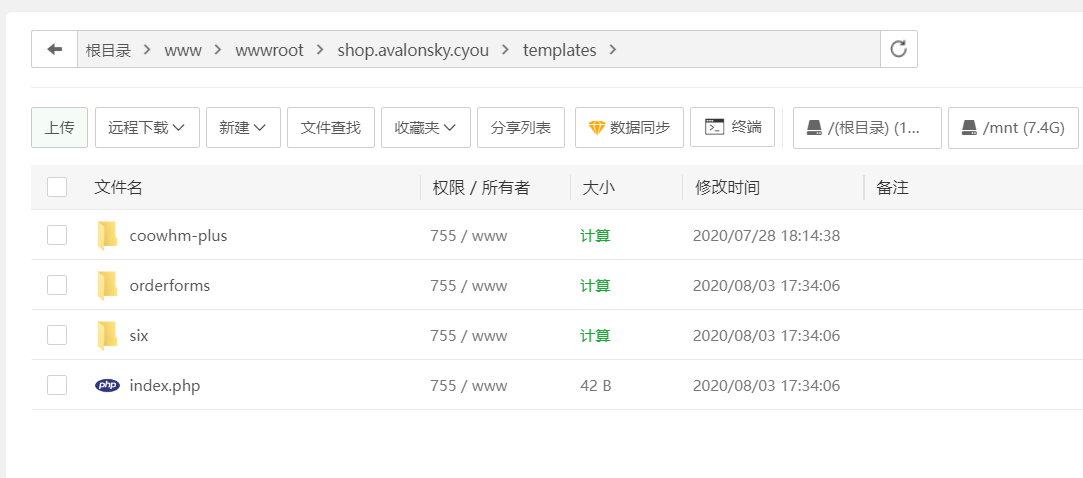 根目录 > www > wwwroot > shop.avalonsky.cyou > templates >
上传 远程下载 新建 文件查找 收藏夹 分享列表 数据同步 终端 /(根目录) (1... /mnt (7.4G)
文件名 权限 / 所有者 大小 修改时间 备注
coowhm-plus 755 / www 计算 2020/07/28 18:14:38
orderforms 755 / www 计算 2020/08/03 17:34:06
six 755 / www 计算 2020/08/03 17:34:06
php index.php 755 / www 42 B 2020/08/03 17:34:06